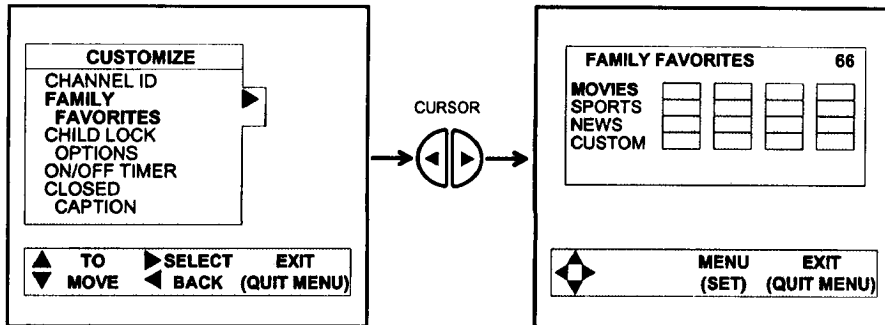 CUSTOMIZE
CHANNEL ID
FAMILY
FAVORITES
CHILD LOCK
OPTIONS
ON/OFF TIMER
CLOSED
CAPTION
TO MOVE
SELECT
BACK
EXIT
(QUIT MENU)
CURSOR
FAMILY FAVORITES 66
MOVIES
SPORTS
NEWS
CUSTOM
MENU
(SET)
EXIT
(QUIT MENU)